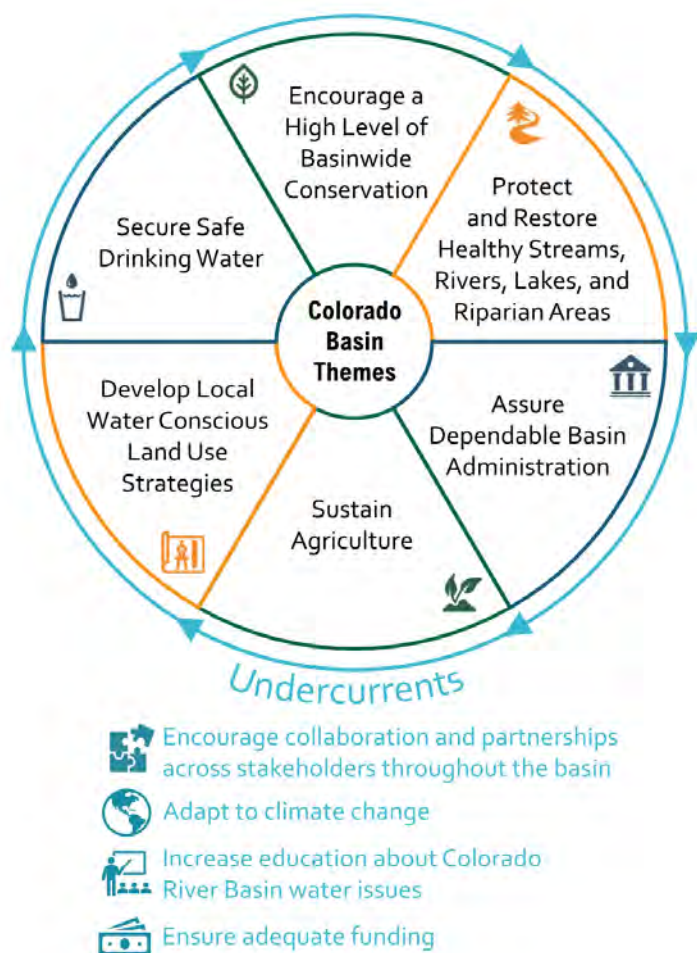 Encourage a
High Level of
Basinwide
Conservation
Protect
and Restore
Healthy Streams,
Rivers, Lakes, and
Riparian Areas
Assure
Dependable Basin
Administration
Sustain
Agriculture
Develop Local
Water Conscious
Land Use
Strategies
Secure Safe
Drinking Water
Colorado
Basin
Themes
Undercurrents
Encourage collaboration and partnerships
across stakeholders throughout the basin
Adapt to climate change
Increase education about Colorado
River Basin water issues
Ensure adequate funding